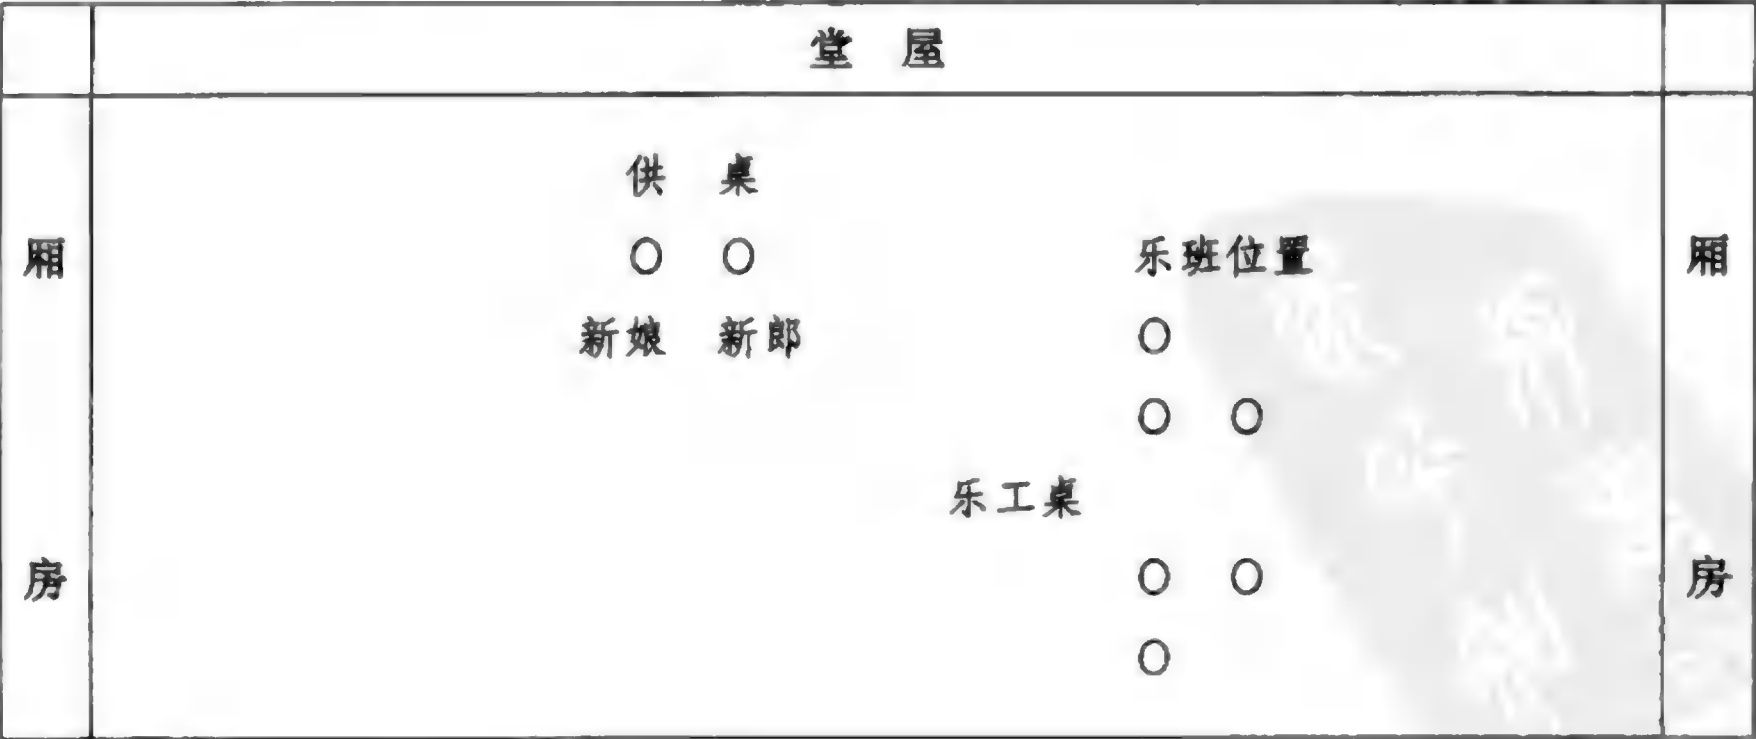 堂 屋
供 桌
厢 ○ ○ 乐班位置 厢
新娘 新郎 ○
○ ○
乐工桌
房 ○ ○ 房
○